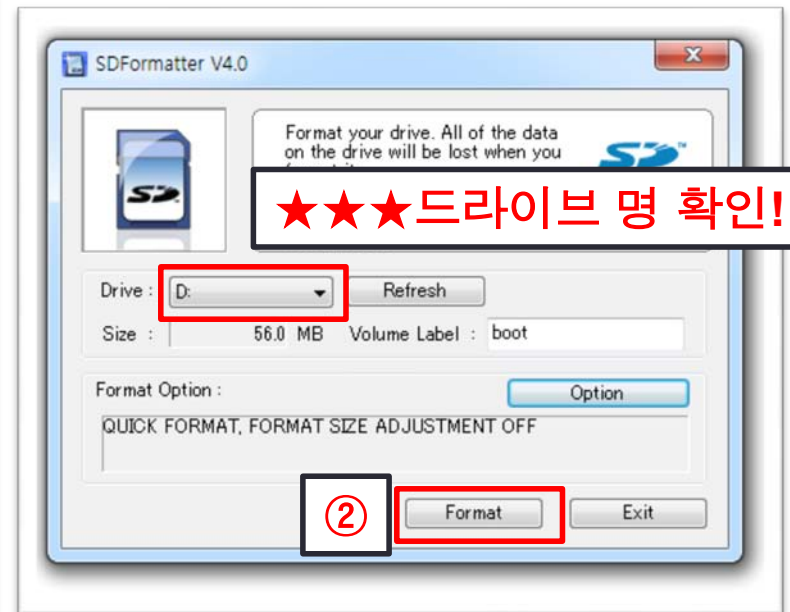 SDFormatter V4.0
Format your drive. All of the data
on the drive will be lost when you
★★★드라이브 명 확인!
SD
SD
Drive : D: Refresh
Size : 56.0 MB Volume Label : boot
Format Option : Option
QUICK FORMAT, FORMAT SIZE ADJUSTMENT OFF
② Format Exit